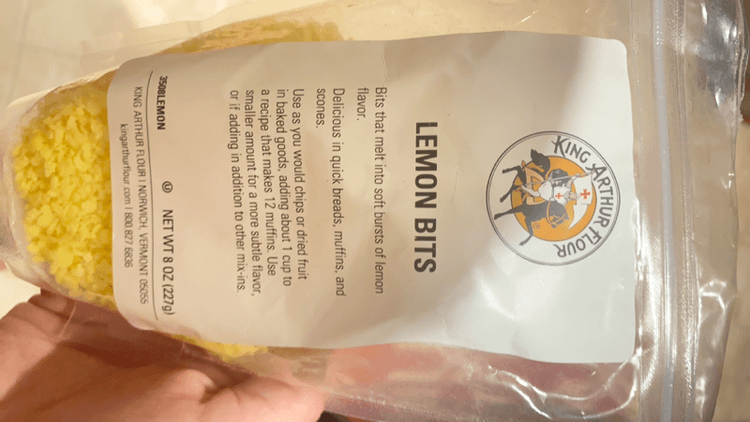 KING ARTHUR FLOUR
LEMON BITS
Bits that melt into soft bursts of lemon
flavor.
Delicious in quick breads, muffins, and
scones.
Use as you would chips or dried fruit
in baked goods, adding about 1 cup to
a recipe that makes 12 muffins. Use
smaller amount for a more subtle flavor,
or if adding in addition to other mix-ins.
3508LEMON
U
NET WT 8 OZ (227g)
KING ARTHUR FLOUR | NORWICH, VERMONT 05055
kingarthurflour.com | 800 827 6836